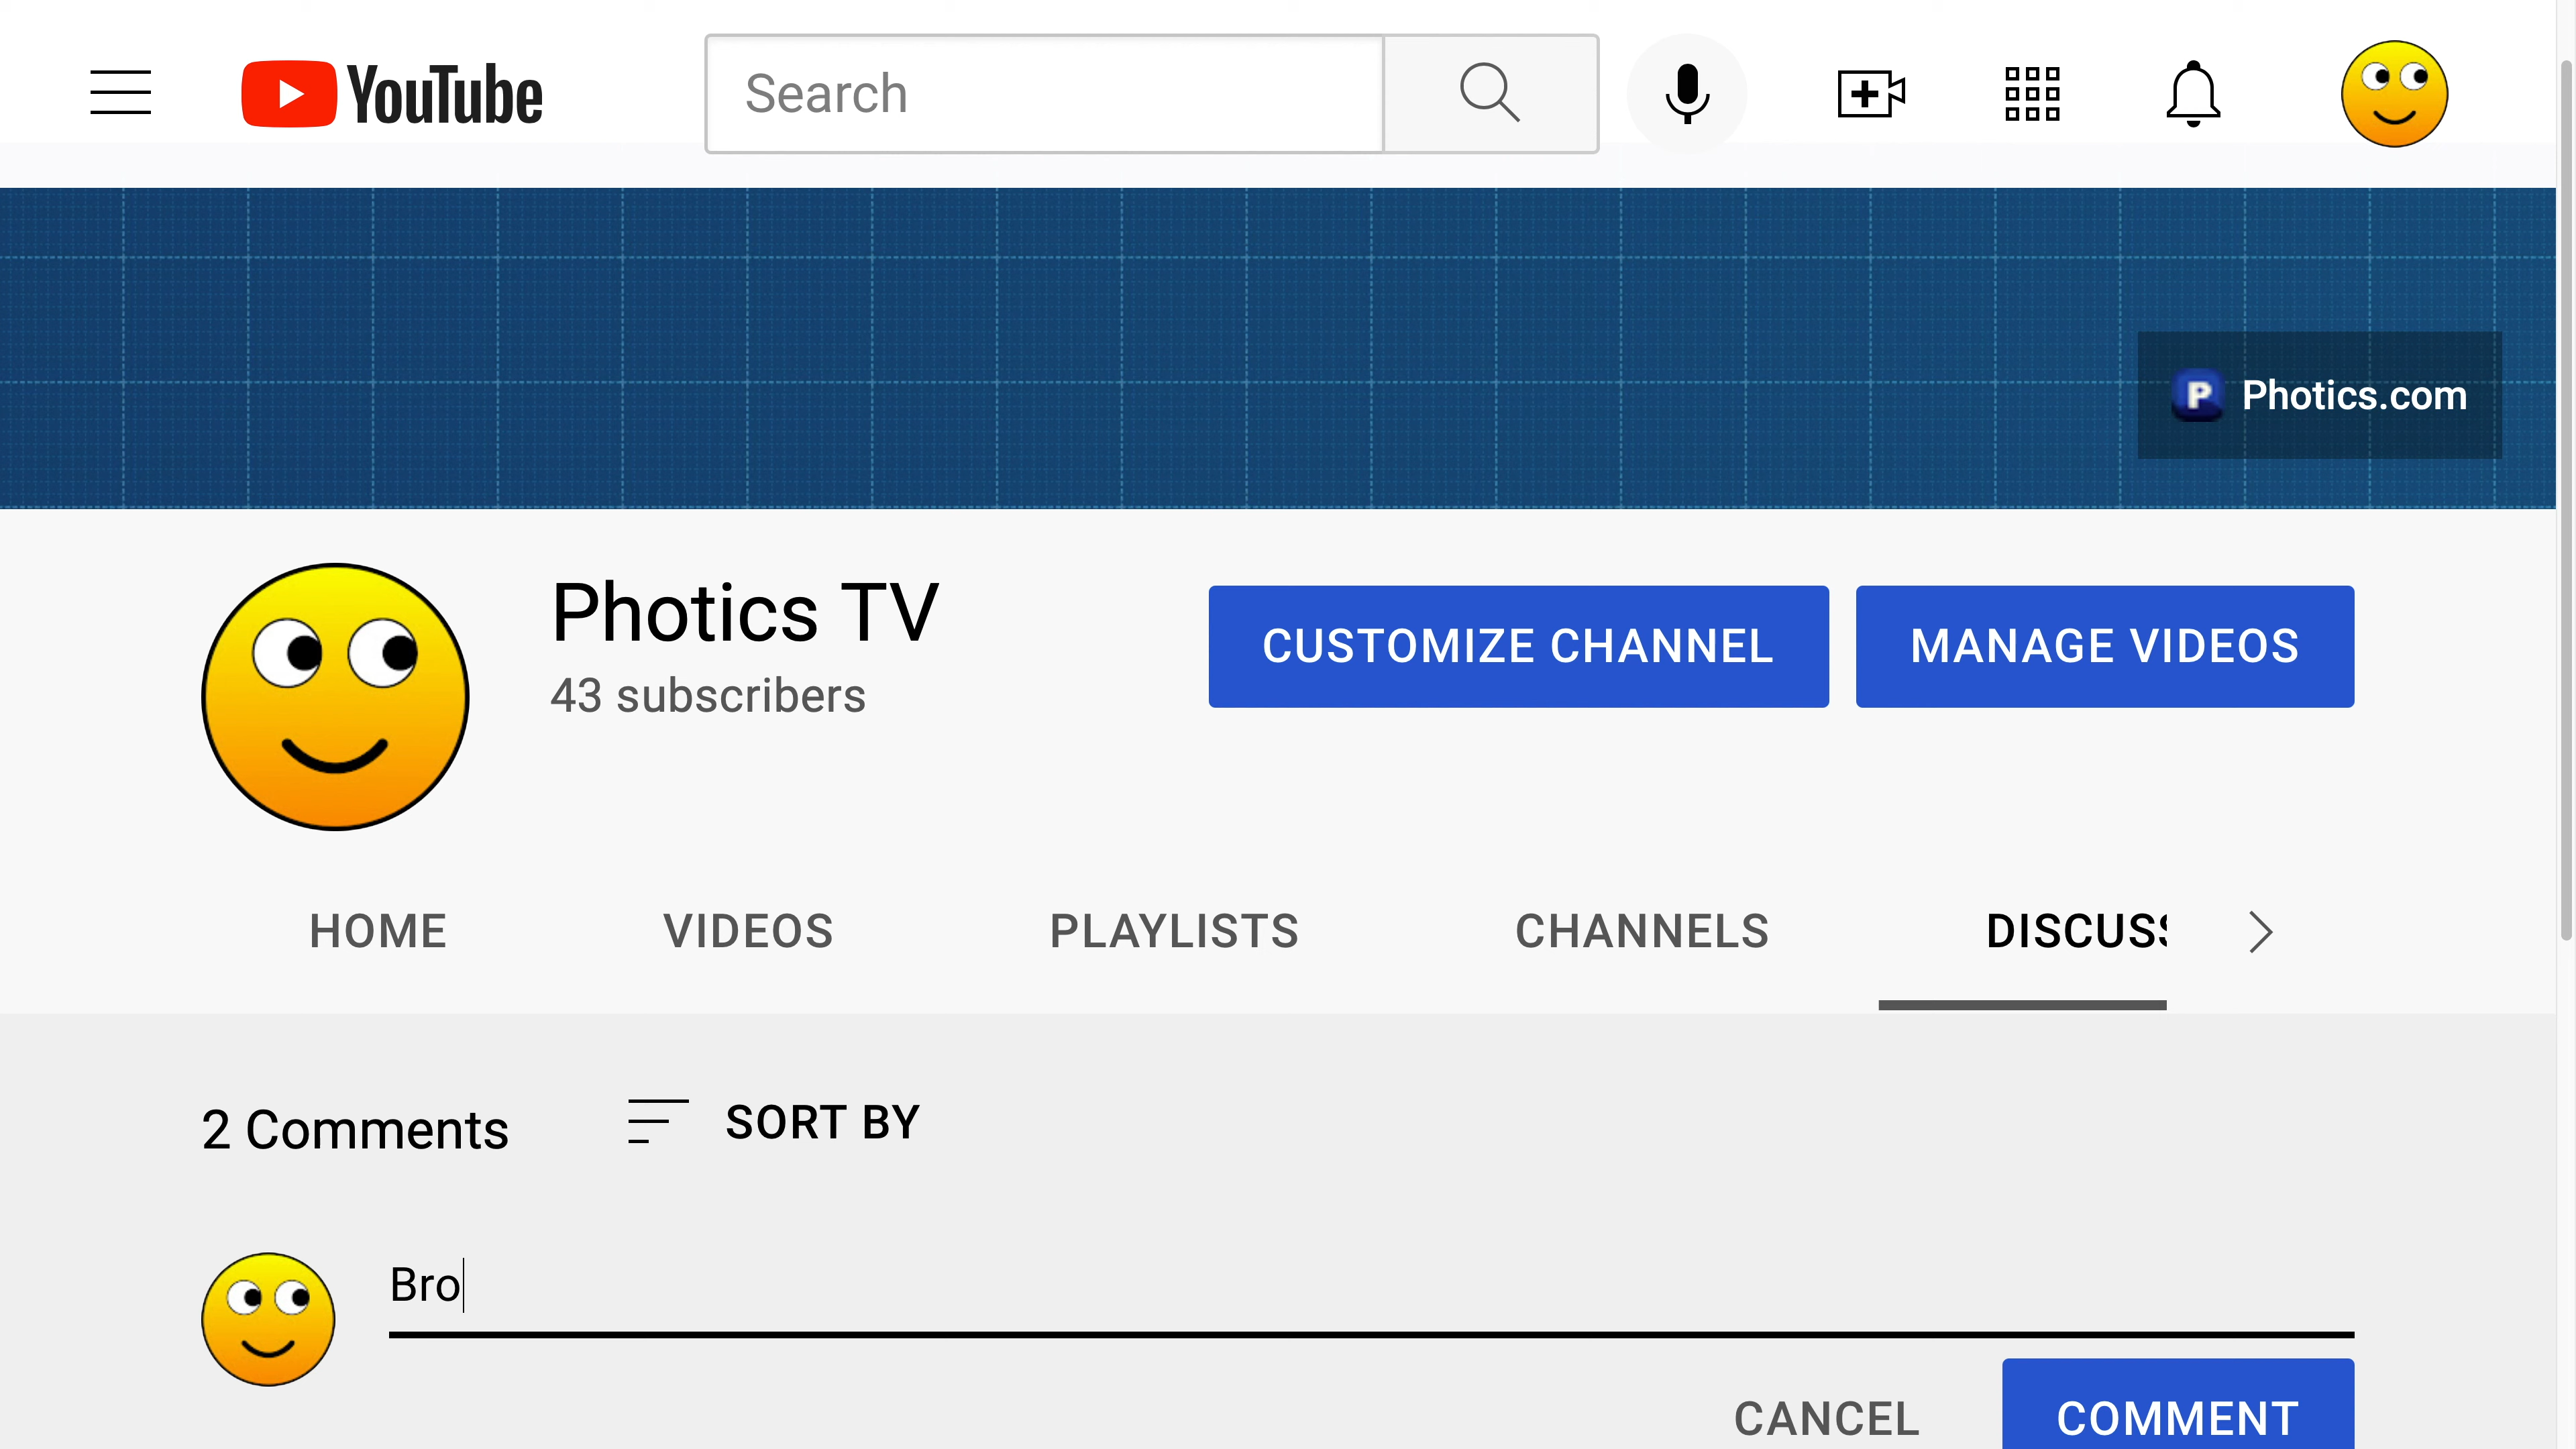 YouTube
Search
P Photics.com
Photics TV
43 subscribers
CUSTOMIZE CHANNEL
MANAGE VIDEOS
HOME
VIDEOS
PLAYLISTS
CHANNELS
DISCUSS
2 Comments
SORT BY
Bro
CANCEL
COMMENT